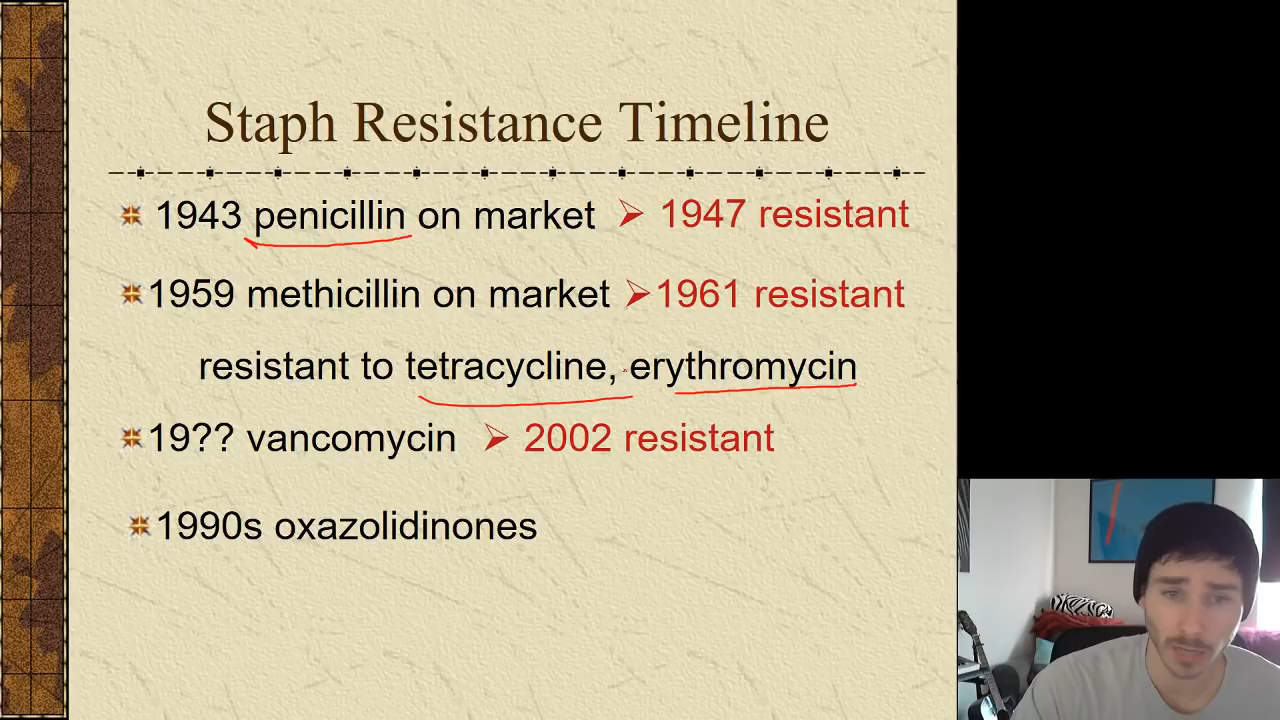 Staph Resistance Timeline
1943 penicillin on market ➢ 1947 resistant
1959 methicillin on market ➢1961 resistant
resistant to tetracycline, erythromycin
19?? vancomycin ➢ 2002 resistant
1990s oxazolidinones